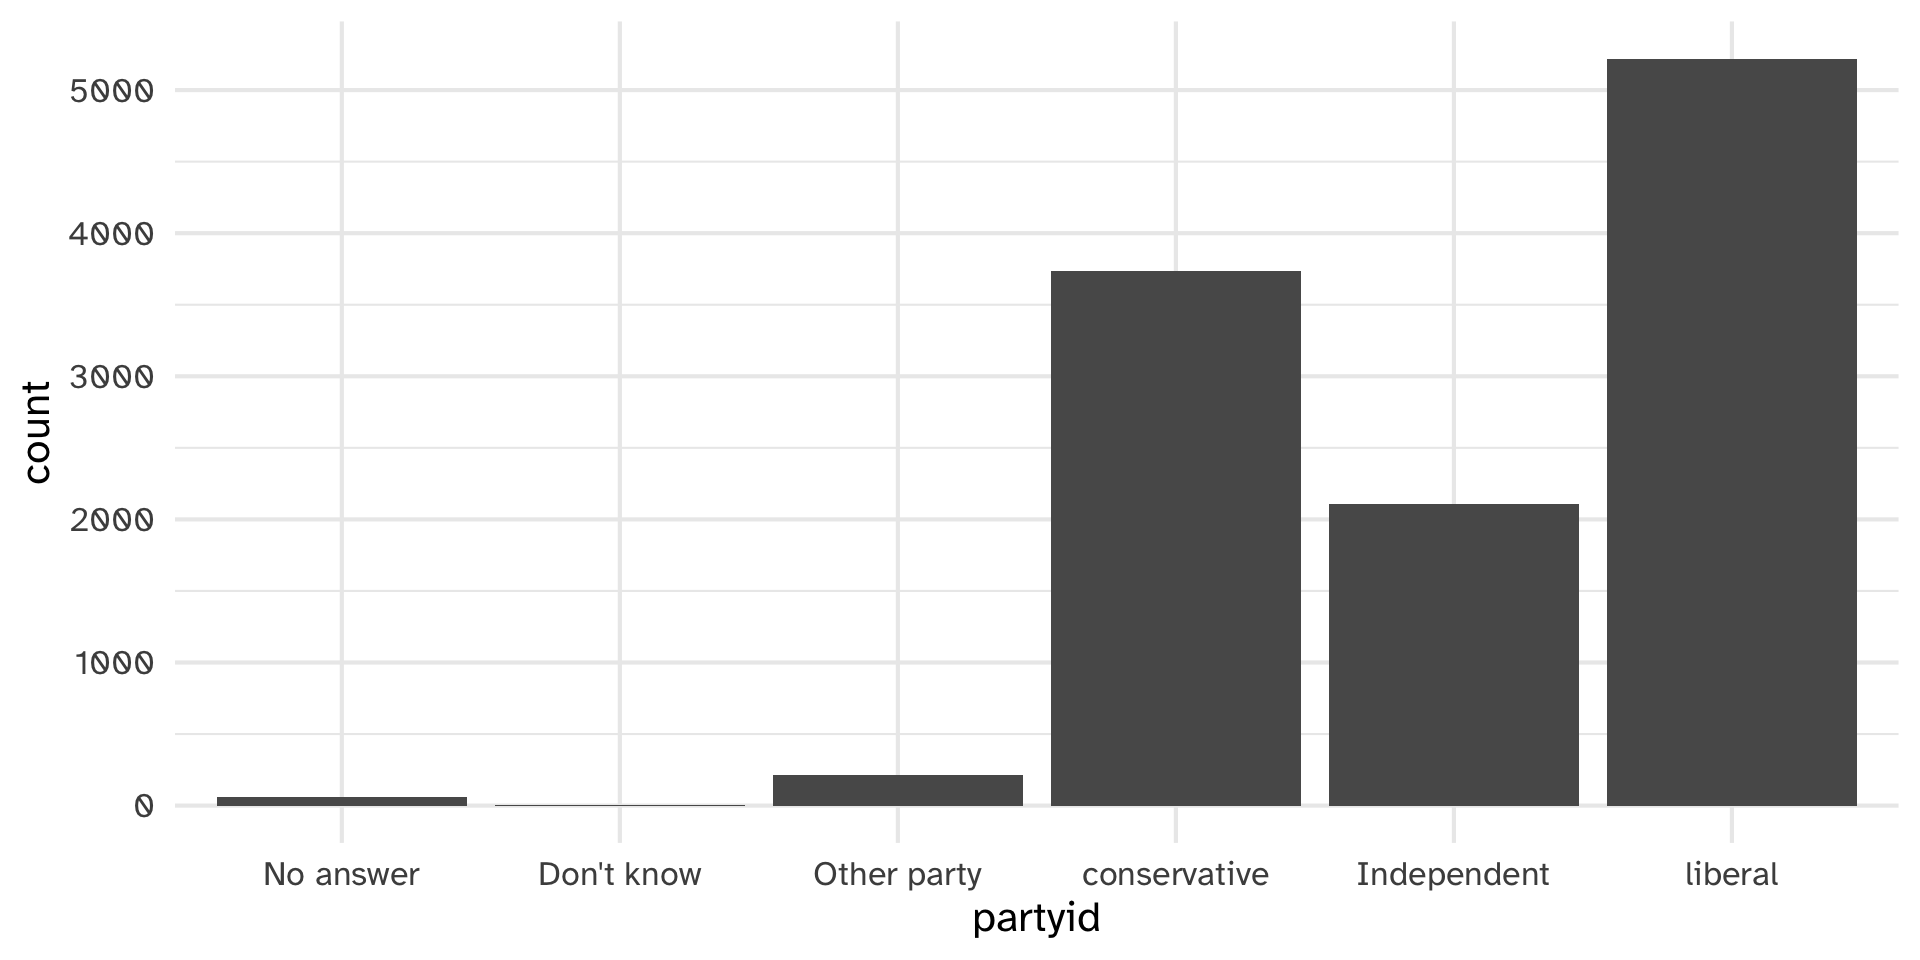 5000
4000
3000
2000
1000
0
count
No answer Don't know Other party conservative Independent liberal
partyid